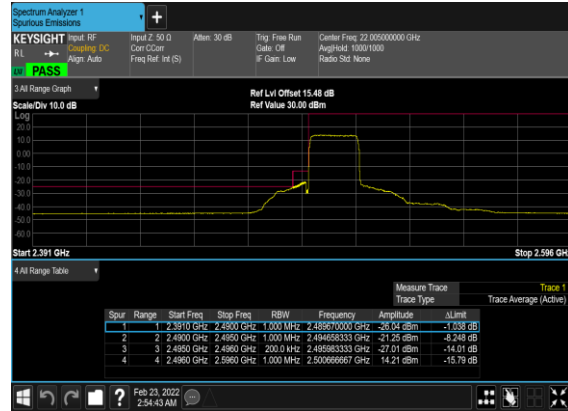 Spectrum Analyzer 1
Spurious Emissions
+
KEYSIGHT Input: RF
RL Coupling: DC
Align: Auto
Input Z: 50 Ω
Corr CCorr
Freq Ref: Int (S)
Atten: 30 dB
Trig: Free Run
Gate: Off
IF Gain: Low
Center Freq: 22.005000000 GHz
Avg|Hold: 1000/1000
Radio Std: None
PASS
3 All Range Graph
Ref Lvl Offset 15.48 dB
Scale/Div 10.0 dB Ref Value 30.00 dBm
Log
20.0
10.0
0.00
-10.0
-20.0
-30.0
-40.0
-50.0
-60.0
Start 2.391 GHz Stop 2.596 GHz
4 All Range Table
Measure Trace Trace 1
Trace Type Trace Average (Active)
Spur Range Start Freq Stop Freq RBW Frequency Amplitude ΔLimit
1 1 2.3910 GHz 2.4900 GHz 1.000 MHz 2.489670000 GHz -26.04 dBm -1.038 dB
2 2 2.4900 GHz 2.4950 GHz 1.000 MHz 2.494658333 GHz -21.25 dBm -8.248 dB
3 3 2.4950 GHz 2.4960 GHz 200.0 kHz 2.495983333 GHz -27.01 dBm -14.01 dB
4 4 2.4960 GHz 2.5960 GHz 1.000 MHz 2.500666667 GHz 14.21 dBm -15.79 dB
?
Feb 23, 2022
2:54:43 AM